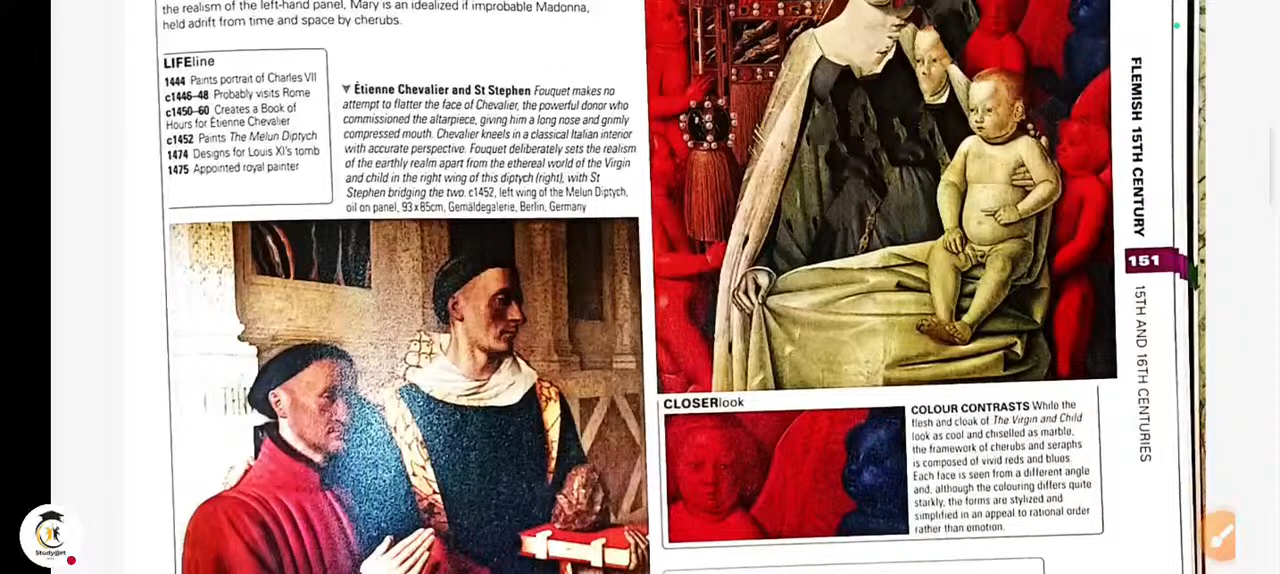 the realism of the left-hand panel, Mary is an idealized if improbable Madonna,
held adrift from time and space by cherubs.
LIFEline
1444 Paints portrait of Charles VII
c1446–48 Probably visits Rome
c1450–60 Creates a Book of
Hours for Étienne Chevalier
c1452 Paints The Melun Diptych
1474 Designs for Louis XI's tomb
1475 Appointed royal painter
▼ Étienne Chevalier and St Stephen Fouquet makes no
attempt to flatter the face of Chevalier, the powerful donor who
commissioned the altarpiece, giving him a long nose and grimly
compressed mouth. Chevalier kneels in a classical Italian interior
with accurate perspective. Fouquet deliberately sets the realism
of the earthly realm apart from the ethereal world of the Virgin
and child in the right wing of this diptych (right), with St
Stephen bridging the two. c1452, left wing of the Melun Diptych,
oil on panel, 93 x 85cm, Gemäldegalerie, Berlin, Germany
CLOSERlook
COLOUR CONTRASTS While the
flesh and cloak of The Virgin and Child
look as cool and chiselled as marble,
the framework of cherubs and seraphs
is composed of vivid reds and blues.
Each face is seen from a different angle
and, although the colouring differs quite
starkly, the forms are stylized and
simplified in an appeal to rational order
rather than emotion.
FLEMISH 15TH CENTURY
151
15TH AND 16TH CENTURIES
Study@rt